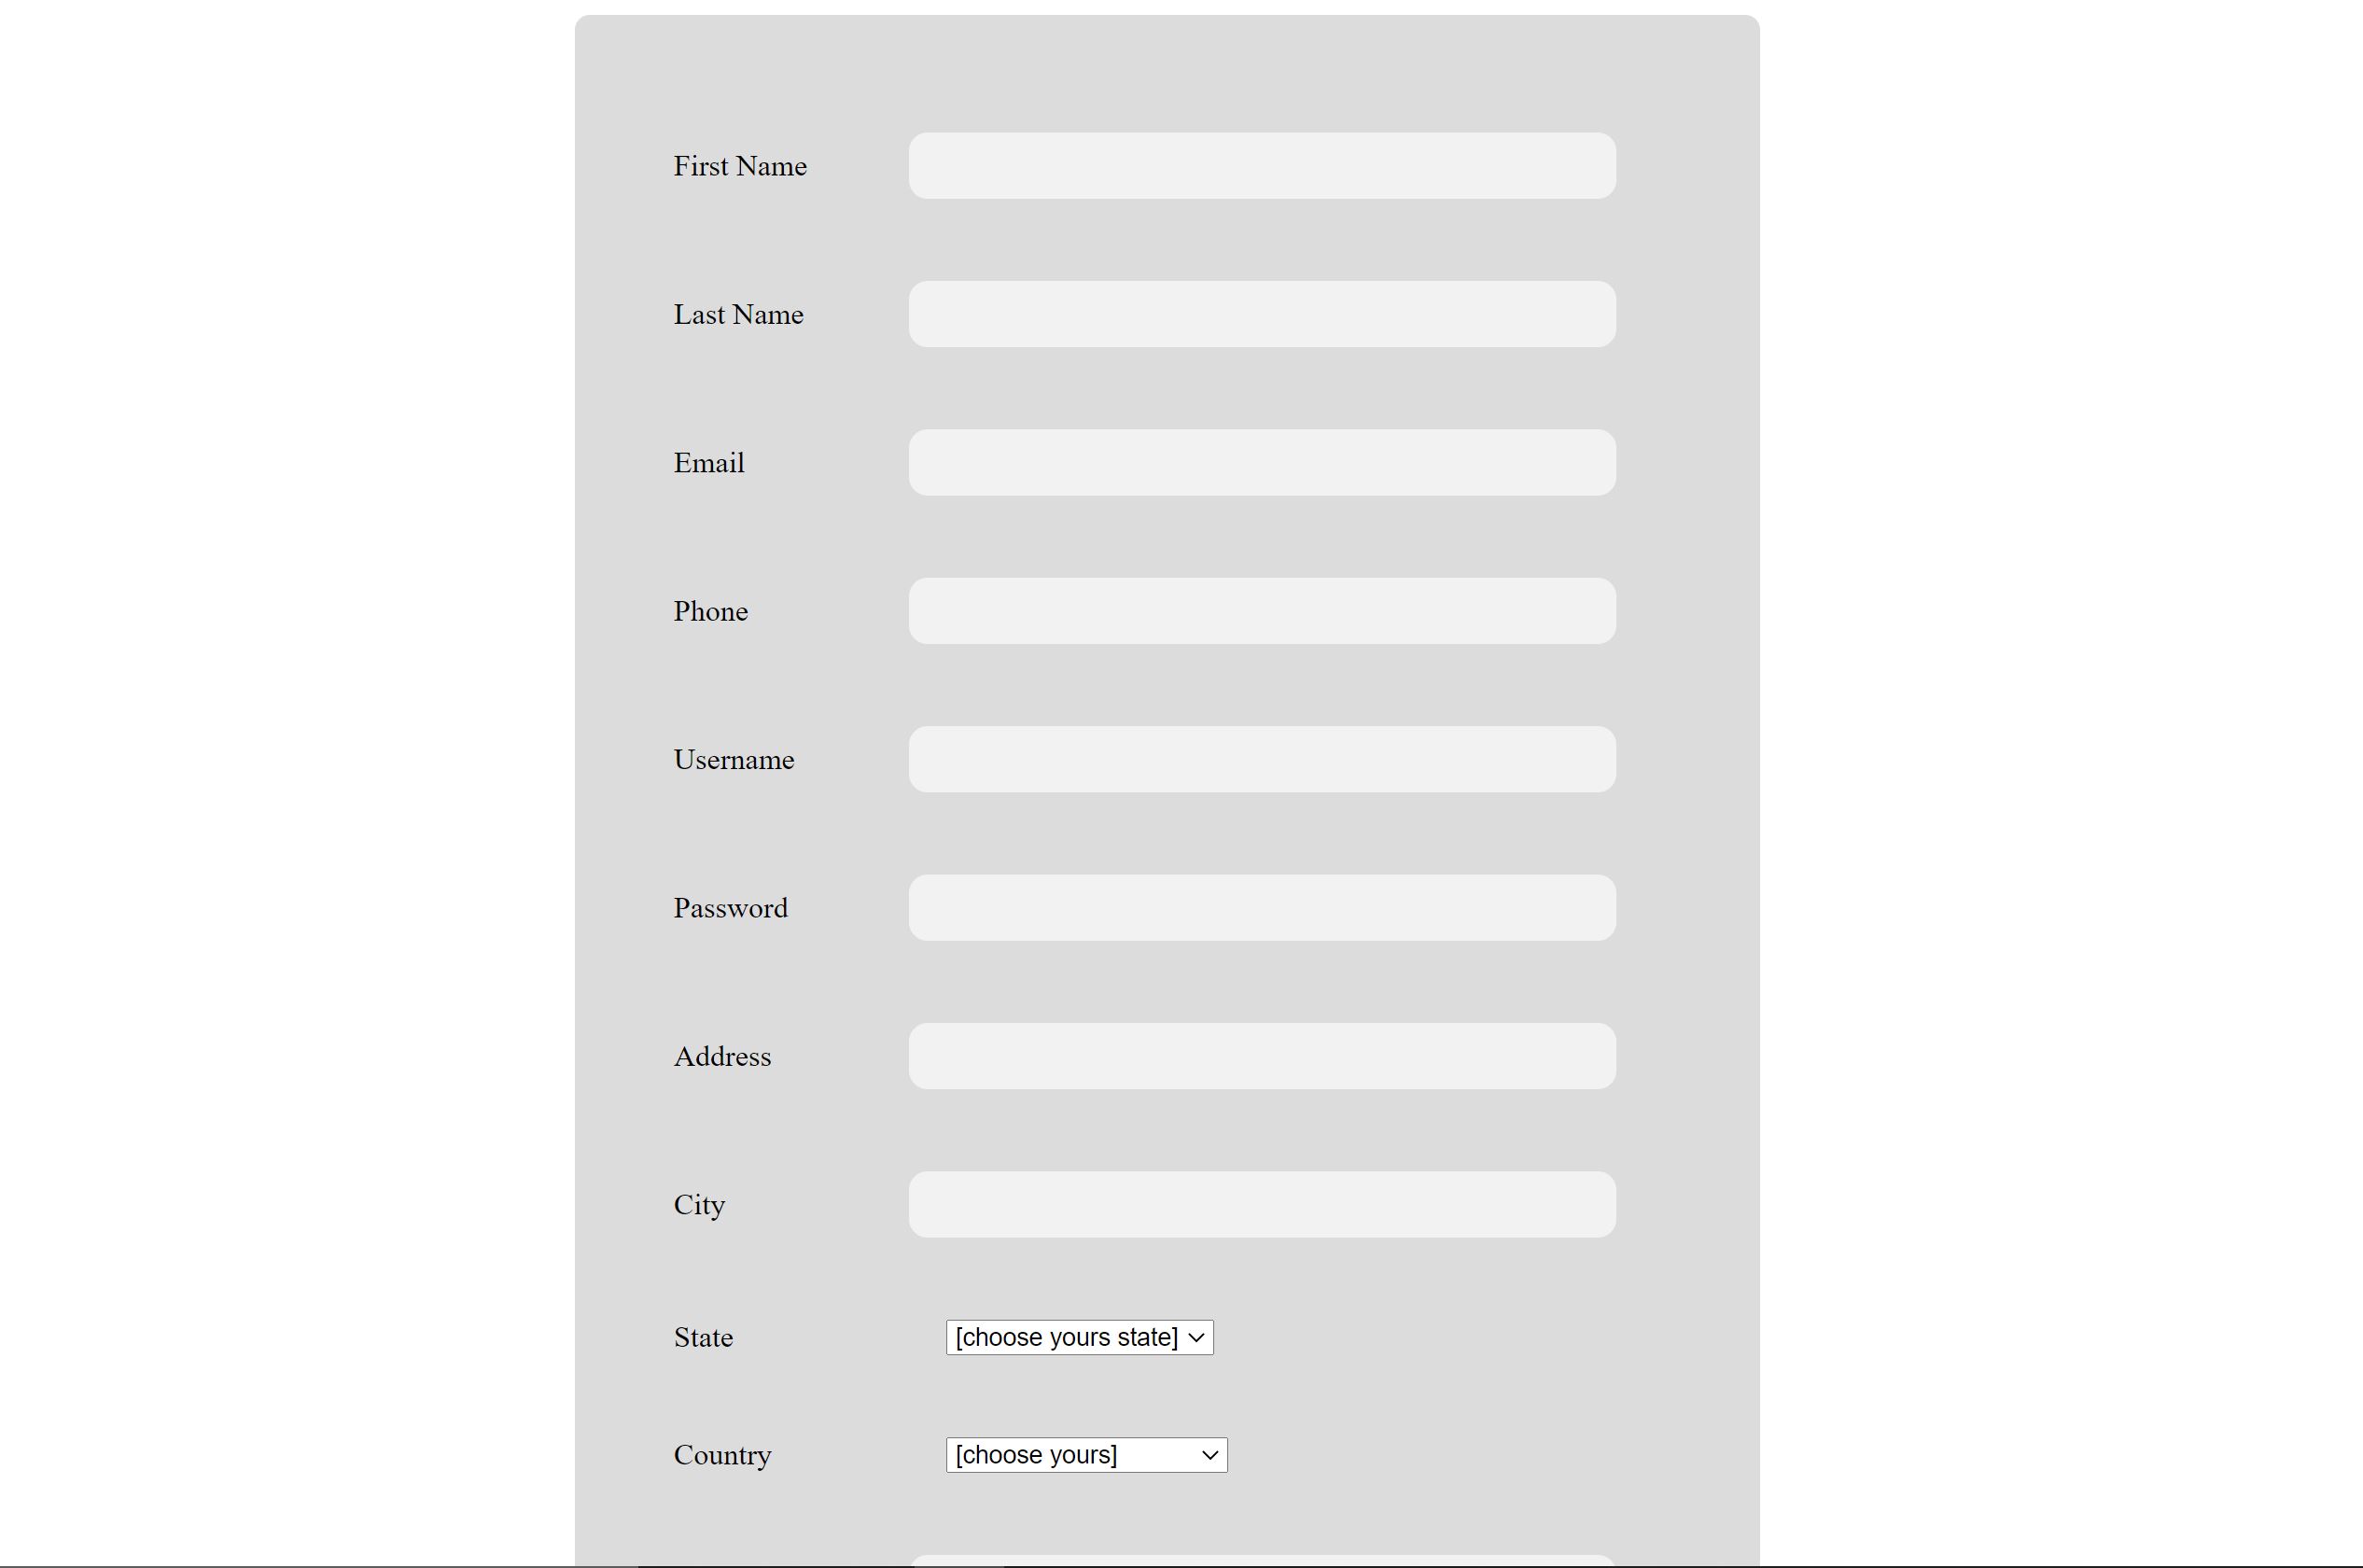 First Name
Last Name
Email
Phone
Username
Password
Address
City
State [choose yours state]
Country [choose yours]